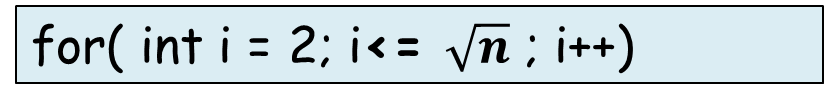 for( int i = 2; i<= √n ; i++)